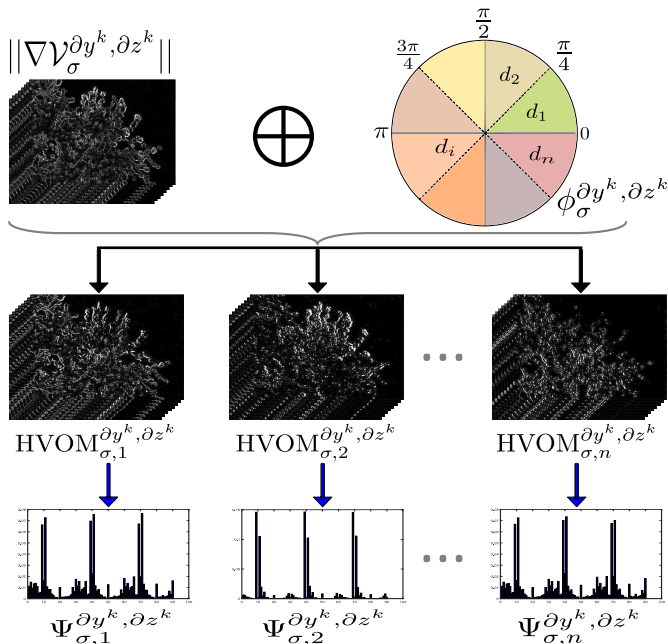 ||∇𝒱_σ^{∂y^k,∂z^k}||
π/2
3π/4
π/4
d_2
d_1
π
0
d_i
d_n
ϕ_σ^{∂y^k,∂z^k}
HVOM_{σ,1}^{∂y^k,∂z^k}
HVOM_{σ,2}^{∂y^k,∂z^k}
HVOM_{σ,n}^{∂y^k,∂z^k}
Ψ_{σ,1}^{∂y^k,∂z^k}
Ψ_{σ,2}^{∂y^k,∂z^k}
Ψ_{σ,n}^{∂y^k,∂z^k}